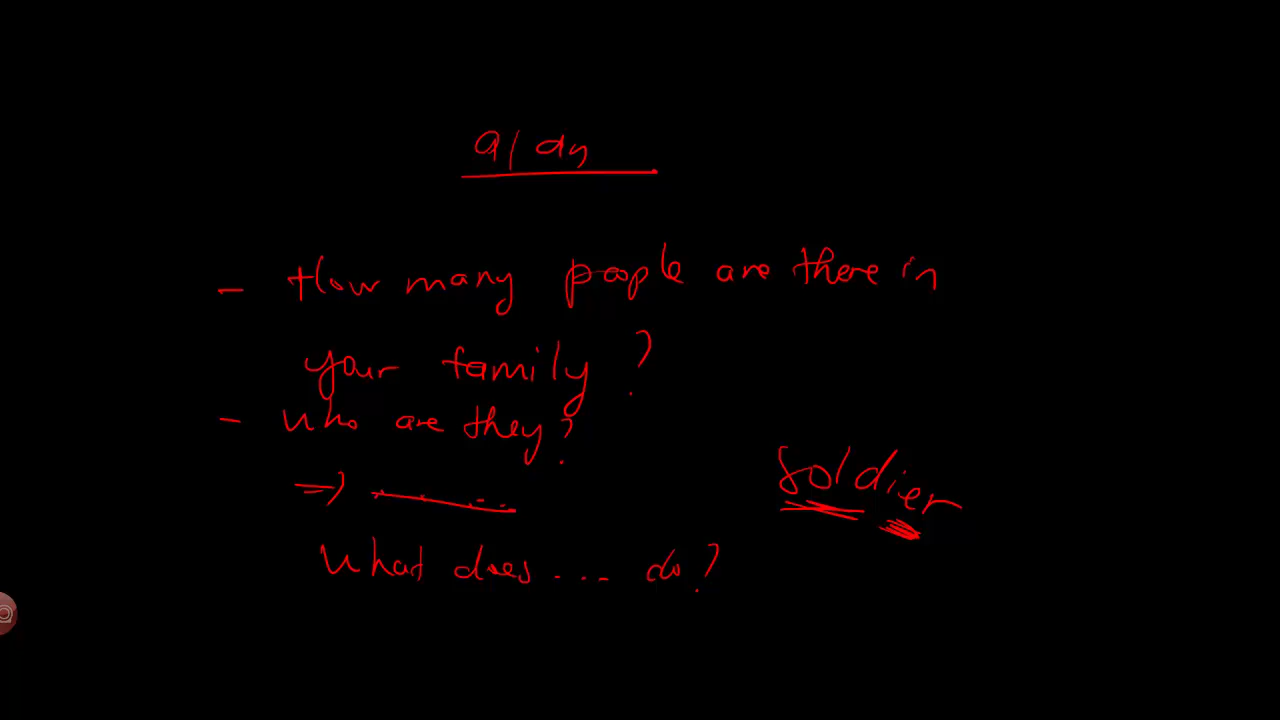 - How many people are there in
your family?
- Who are they?
⇒ ........
soldier
What does .... do?